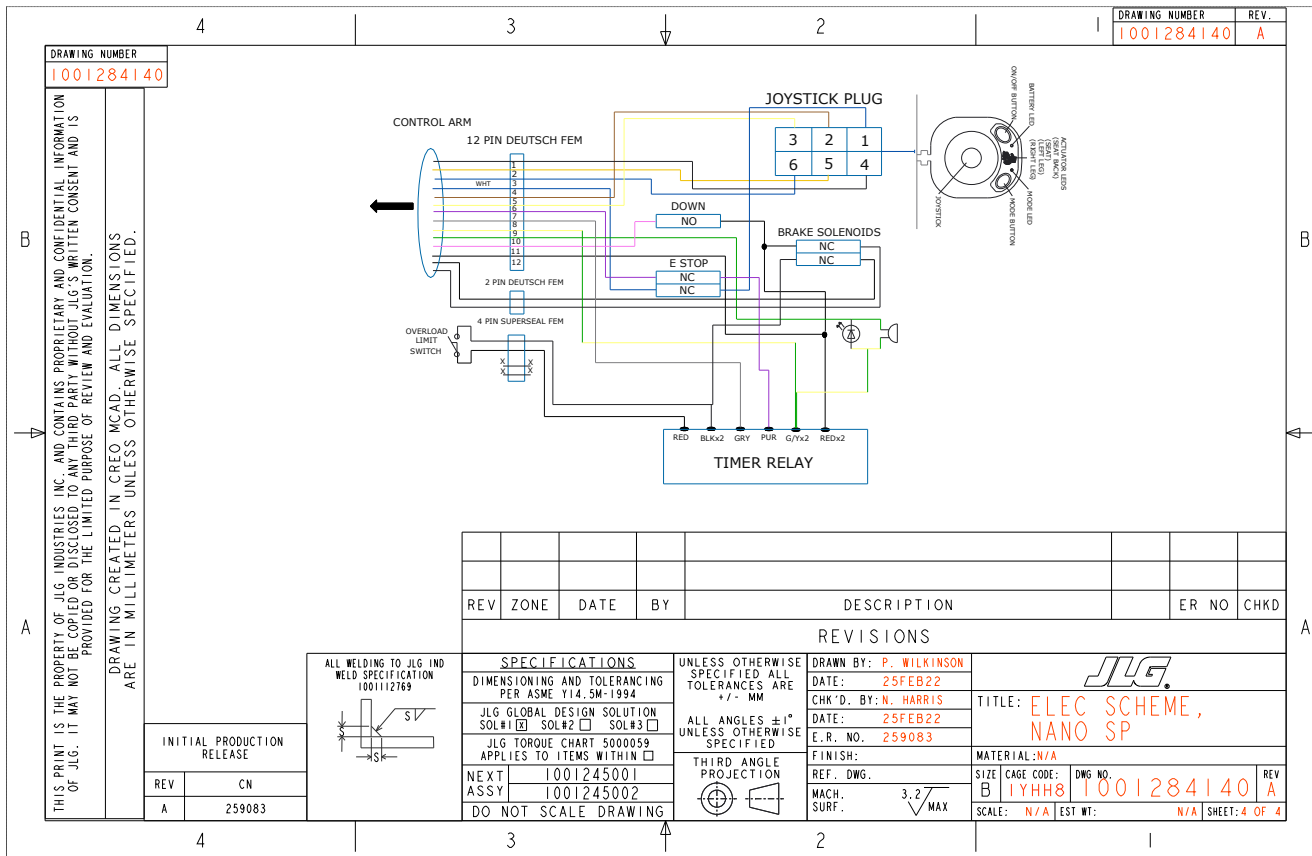 4
3
2
1
DRAWING NUMBER
REV.
1001284140
A
DRAWING NUMBER
1001284140
THIS PRINT IS THE PROPERTY OF JLG INDUSTRIES INC. AND CONTAINS PROPRIETARY AND CONFIDENTIAL INFORMATION
OF JLG. IT MAY NOT BE COPIED OR DISCLOSED TO ANY THIRD PARTY WITHOUT JLG'S WRITTEN CONSENT AND IS
PROVIDED FOR THE LIMITED PURPOSE OF REVIEW AND EVALUATION.
DRAWING CREATED IN CREO MCAD. ALL DIMENSIONS
ARE IN MILLIMETERS UNLESS OTHERWISE SPECIFIED.
B
B
A
A
CONTROL ARM
12 PIN DEUTSCH FEM
1
2
3
4
5
6
7
8
9
10
11
12
WHT
2 PIN DEUTSCH FEM
4 PIN SUPERSEAL FEM
X X
X X
OVERLOAD
LIMIT
SWITCH
JOYSTICK PLUG
3 2 1
6 5 4
DOWN
NO
E STOP
NC
NC
BRAKE SOLENOIDS
NC
NC
ON/OFF BUTTON
BATTERY LED
ACTUATOR LEDS
(SEAT BACK)
(SEAT)
(LEFT LEG)
(RIGHT LEG)
MODE LED
MODE BUTTON
JOYSTICK
RED BLKx2 GRY PUR G/Yx2 REDx2
TIMER RELAY
REV ZONE DATE BY DESCRIPTION ER NO CHKD
REVISIONS
INITIAL PRODUCTION
RELEASE
REV CN
A 259083
ALL WELDING TO JLG IND
WELD SPECIFICATION
1001112769
S
S
S
SPECIFICATIONS
DIMENSIONING AND TOLERANCING
PER ASME Y14.5M-1994
JLG GLOBAL DESIGN SOLUTION
SOL#1 X SOL#2 SOL#3
JLG TORQUE CHART 5000059
APPLIES TO ITEMS WITHIN
NEXT
ASSY
1001245001
1001245002
DO NOT SCALE DRAWING
UNLESS OTHERWISE
SPECIFIED ALL
TOLERANCES ARE
+/- MM
ALL ANGLES ±1°
UNLESS OTHERWISE
SPECIFIED
THIRD ANGLE
PROJECTION
DRAWN BY: P. WILKINSON
DATE: 25FEB22
CHK'D. BY: N. HARRIS
DATE: 25FEB22
E.R. NO. 259083
FINISH:
REF. DWG.
MACH.
SURF.
3.2
MAX
JLG®
TITLE: ELEC SCHEME,
NANO SP
MATERIAL: N/A
SIZE
B
CAGE CODE:
1YHH8
DWG NO.
1001284140
REV
A
SCALE: N/A EST WT: N/A SHEET: 4 OF 4
4
3
2
1